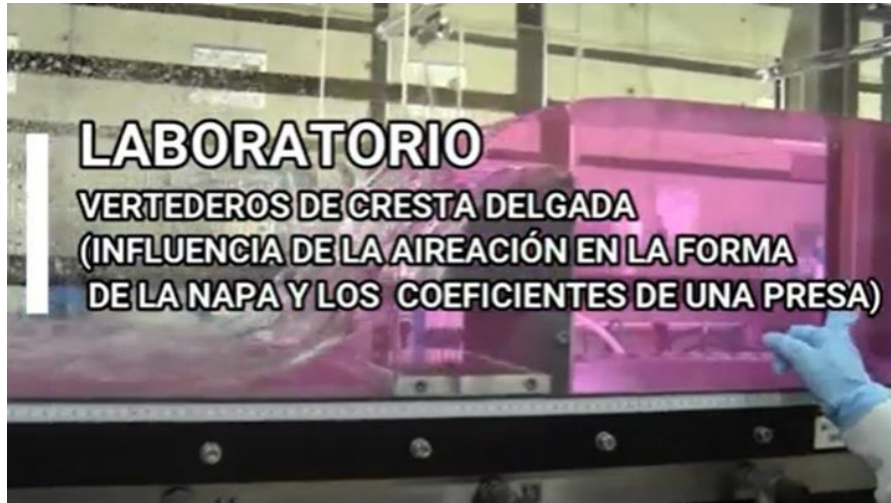 LABORATORIO
VERTEDEROS DE CRESTA DELGADA
(INFLUENCIA DE LA AIREACIÓN EN LA FORMA
DE LA NAPA Y LOS COEFICIENTES DE UNA PRESA)